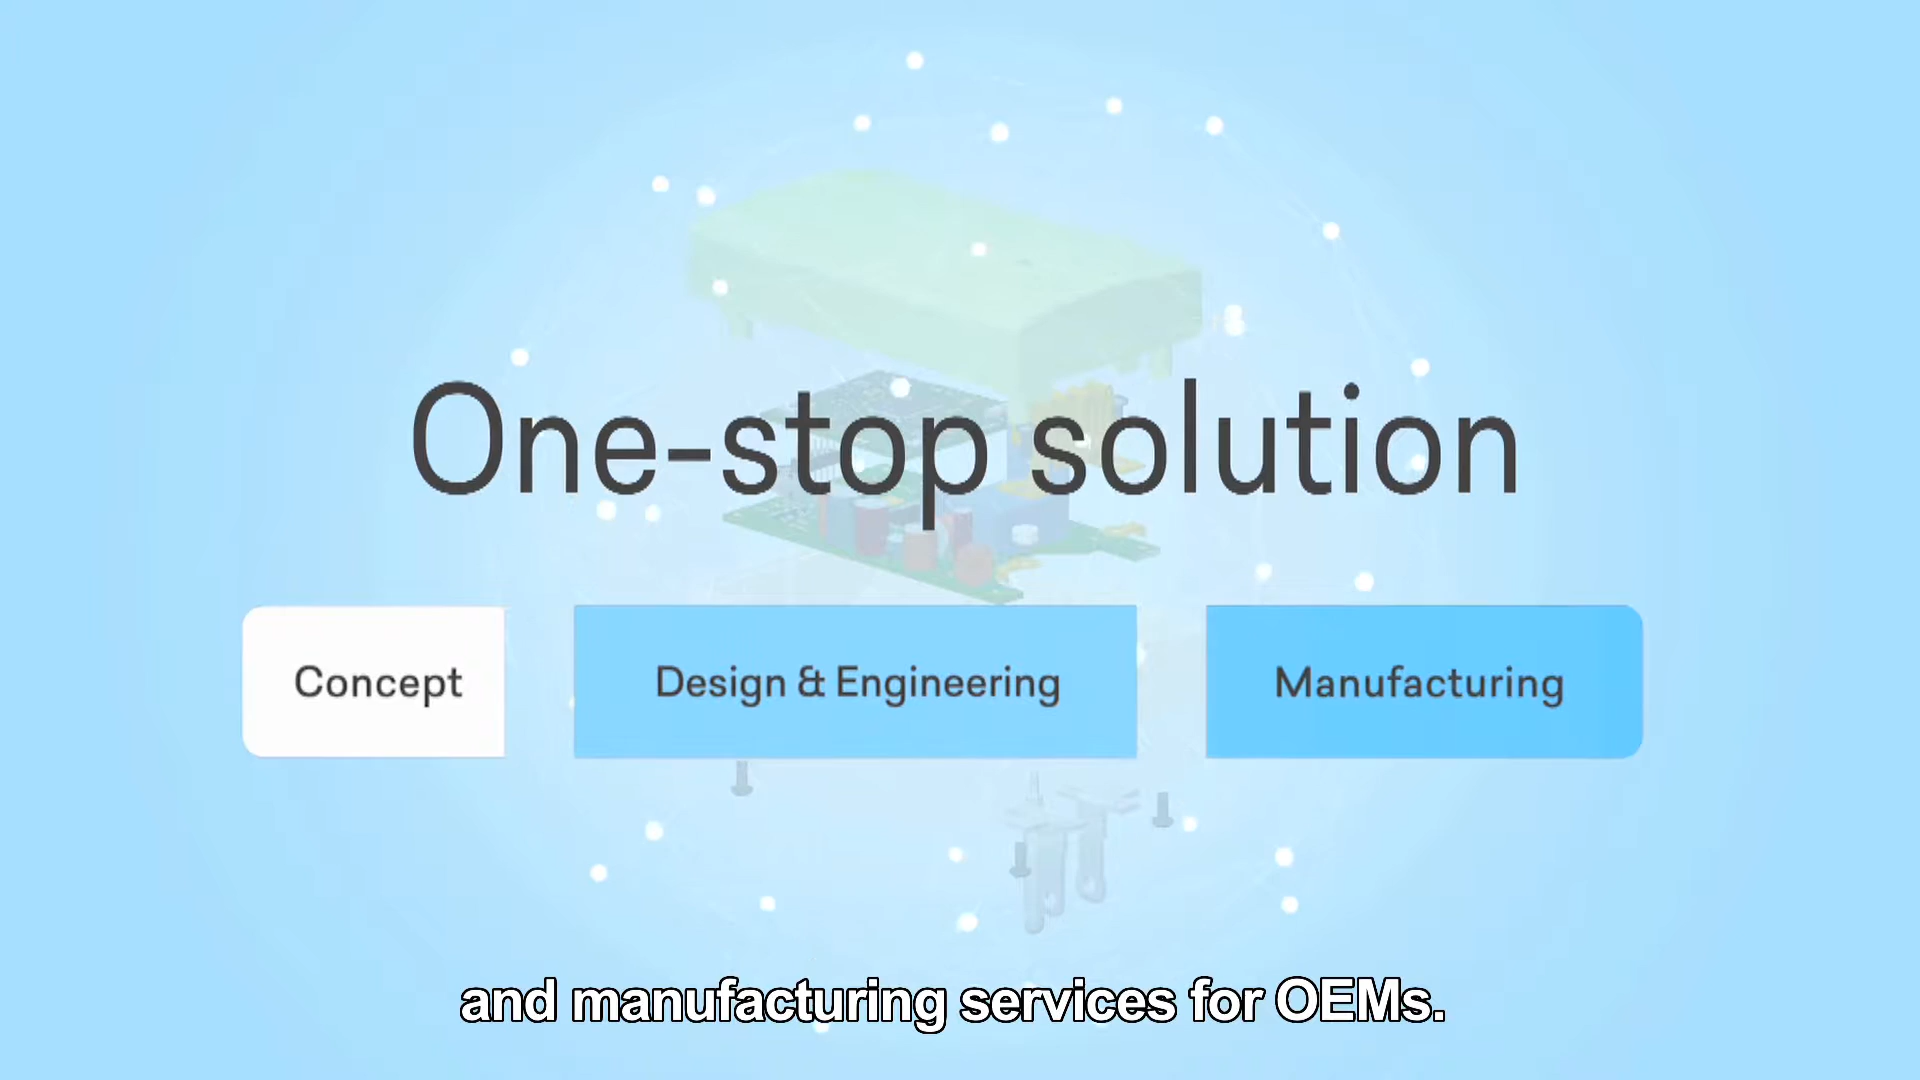 One-stop solution
Concept
Design & Engineering
Manufacturing
and manufacturing services for OEMs.